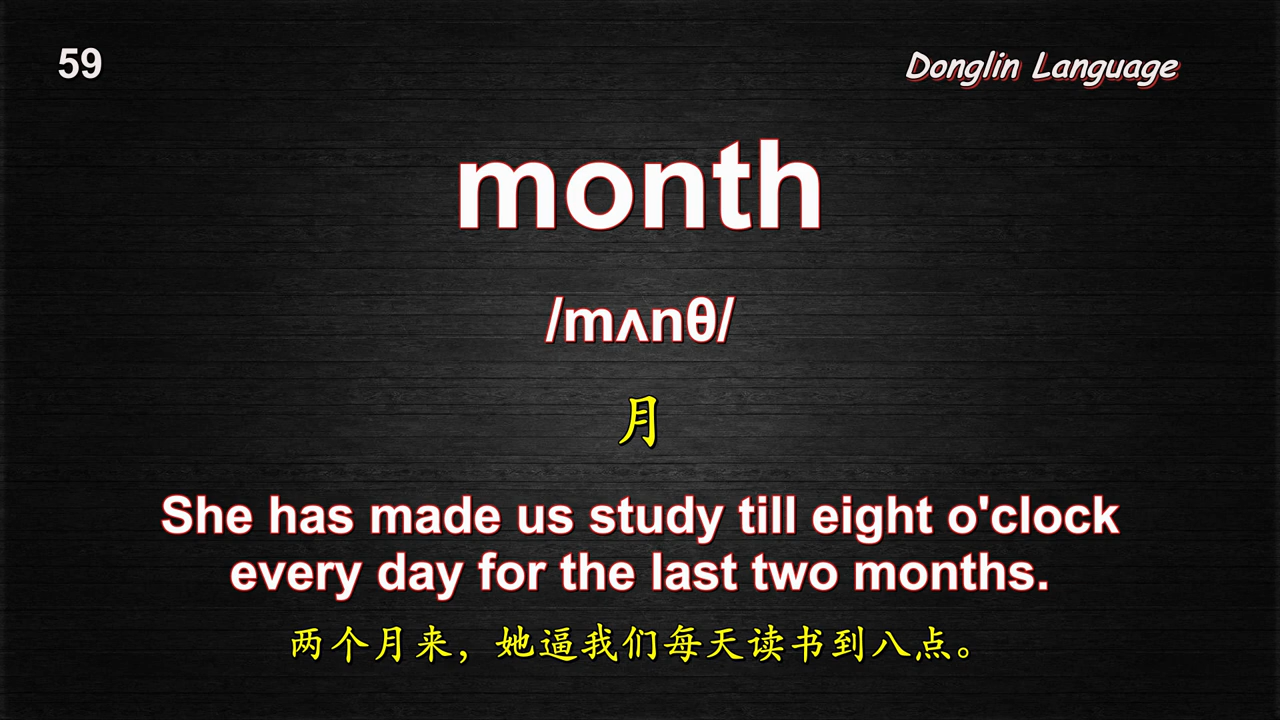 59
Donglin Language
month
/mʌnθ/
月
She has made us study till eight o'clock
every day for the last two months.
两个月来，她逼我们每天读书到八点。